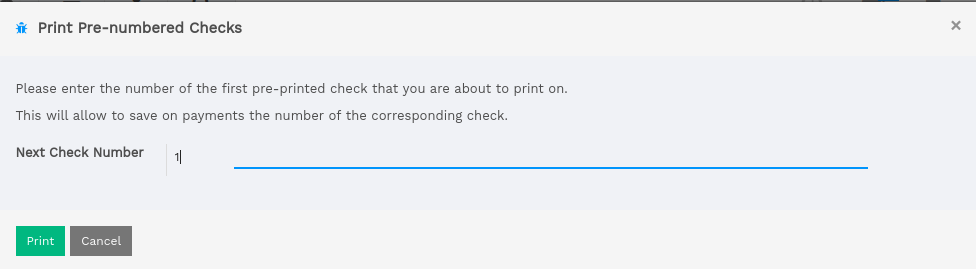 Print Pre-numbered Checks
×
Please enter the number of the first pre-printed check that you are about to print on.
This will allow to save on payments the number of the corresponding check.
Next Check Number 1
Print Cancel